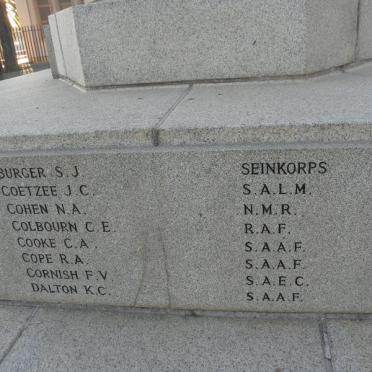 BURGER S.J SEINKORPS
COETZEE J.C. S.A.L.M.
COHEN N.A. N.M.R.
COLBOURN C.E. R.A.F.
COOKE C.A. S.A.A.F.
COPE R.A. S.A.A.F.
CORNISH F.V S.A.E.C.
DALTON K.C. S.A.A.F.